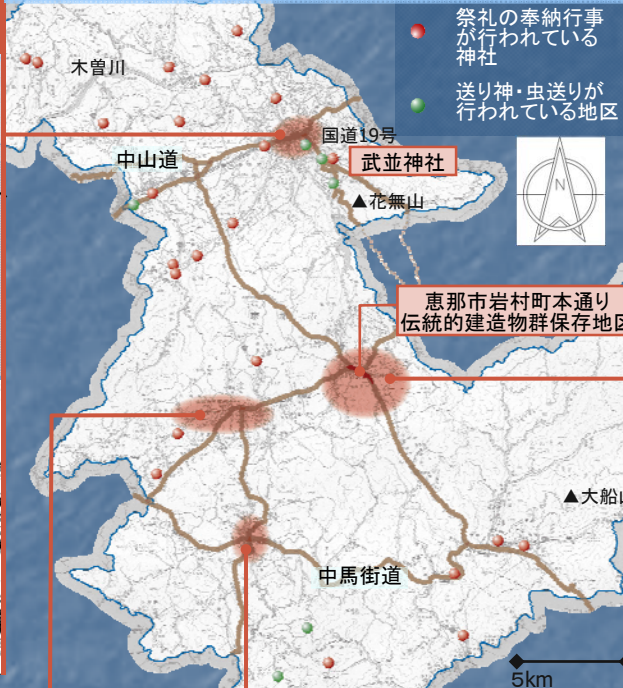 祭礼の奉納行事
が行われている
神社
送り神・虫送りが
行われている地区
木曽川
国道19号
中山道
武並神社
▲花無山
N
恵那市岩村町本通り
伝統的建造物群保存地区
▲大船山
中馬街道
5km